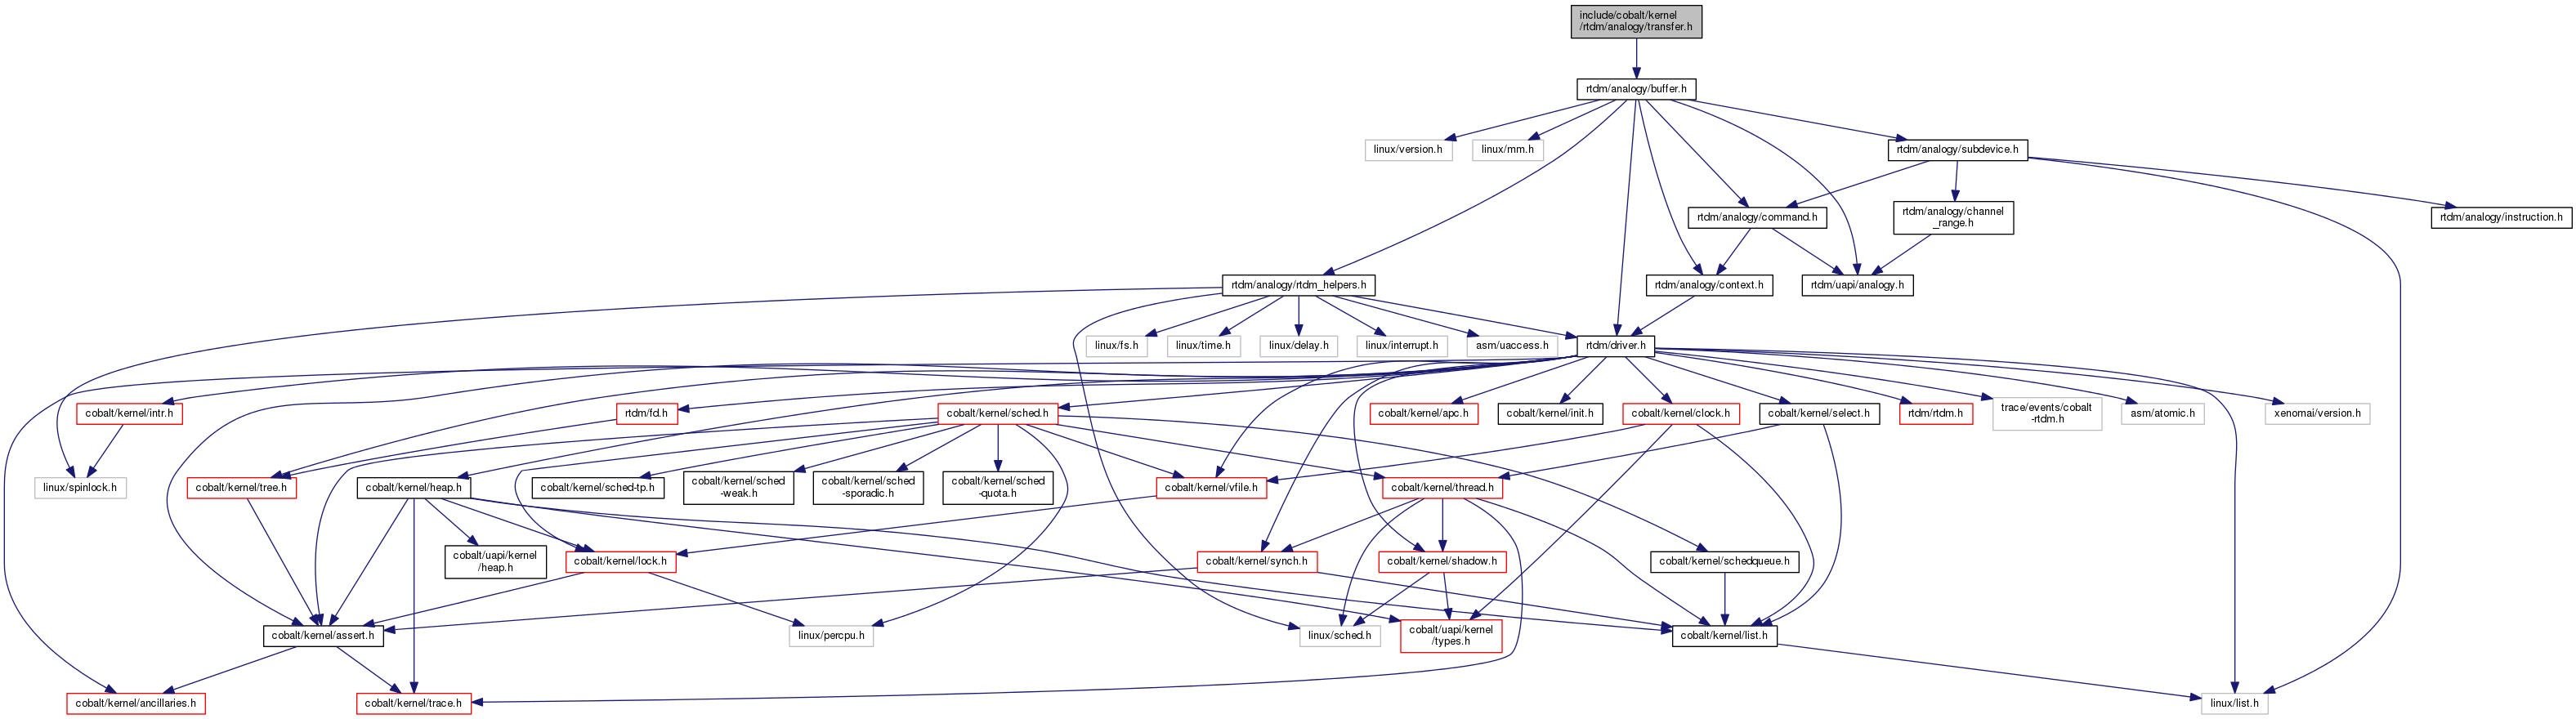 include/cobalt/kernel
/rtdm/analogy/transfer.h
rtdm/analogy/buffer.h
linux/version.h
linux/mm.h
rtdm/analogy/subdevice.h
rtdm/analogy/command.h
rtdm/analogy/channel
_range.h
rtdm/analogy/instruction.h
rtdm/analogy/rtdm_helpers.h
rtdm/analogy/context.h
rtdm/uapi/analogy.h
linux/fs.h
linux/time.h
linux/delay.h
linux/interrupt.h
asm/uaccess.h
rtdm/driver.h
cobalt/kernel/intr.h
rtdm/fd.h
cobalt/kernel/sched.h
cobalt/kernel/apc.h
cobalt/kernel/init.h
cobalt/kernel/clock.h
cobalt/kernel/select.h
rtdm/rtdm.h
trace/events/cobalt
-rtdm.h
asm/atomic.h
xenomai/version.h
linux/spinlock.h
cobalt/kernel/tree.h
cobalt/kernel/heap.h
cobalt/kernel/sched-tp.h
cobalt/kernel/sched
-weak.h
cobalt/kernel/sched
-sporadic.h
cobalt/kernel/sched
-quota.h
cobalt/kernel/vfile.h
cobalt/kernel/thread.h
cobalt/uapi/kernel
/heap.h
cobalt/kernel/lock.h
cobalt/kernel/synch.h
cobalt/kernel/shadow.h
cobalt/kernel/schedqueue.h
cobalt/kernel/assert.h
linux/percpu.h
linux/sched.h
cobalt/uapi/kernel
/types.h
cobalt/kernel/list.h
cobalt/kernel/ancillaries.h
cobalt/kernel/trace.h
linux/list.h